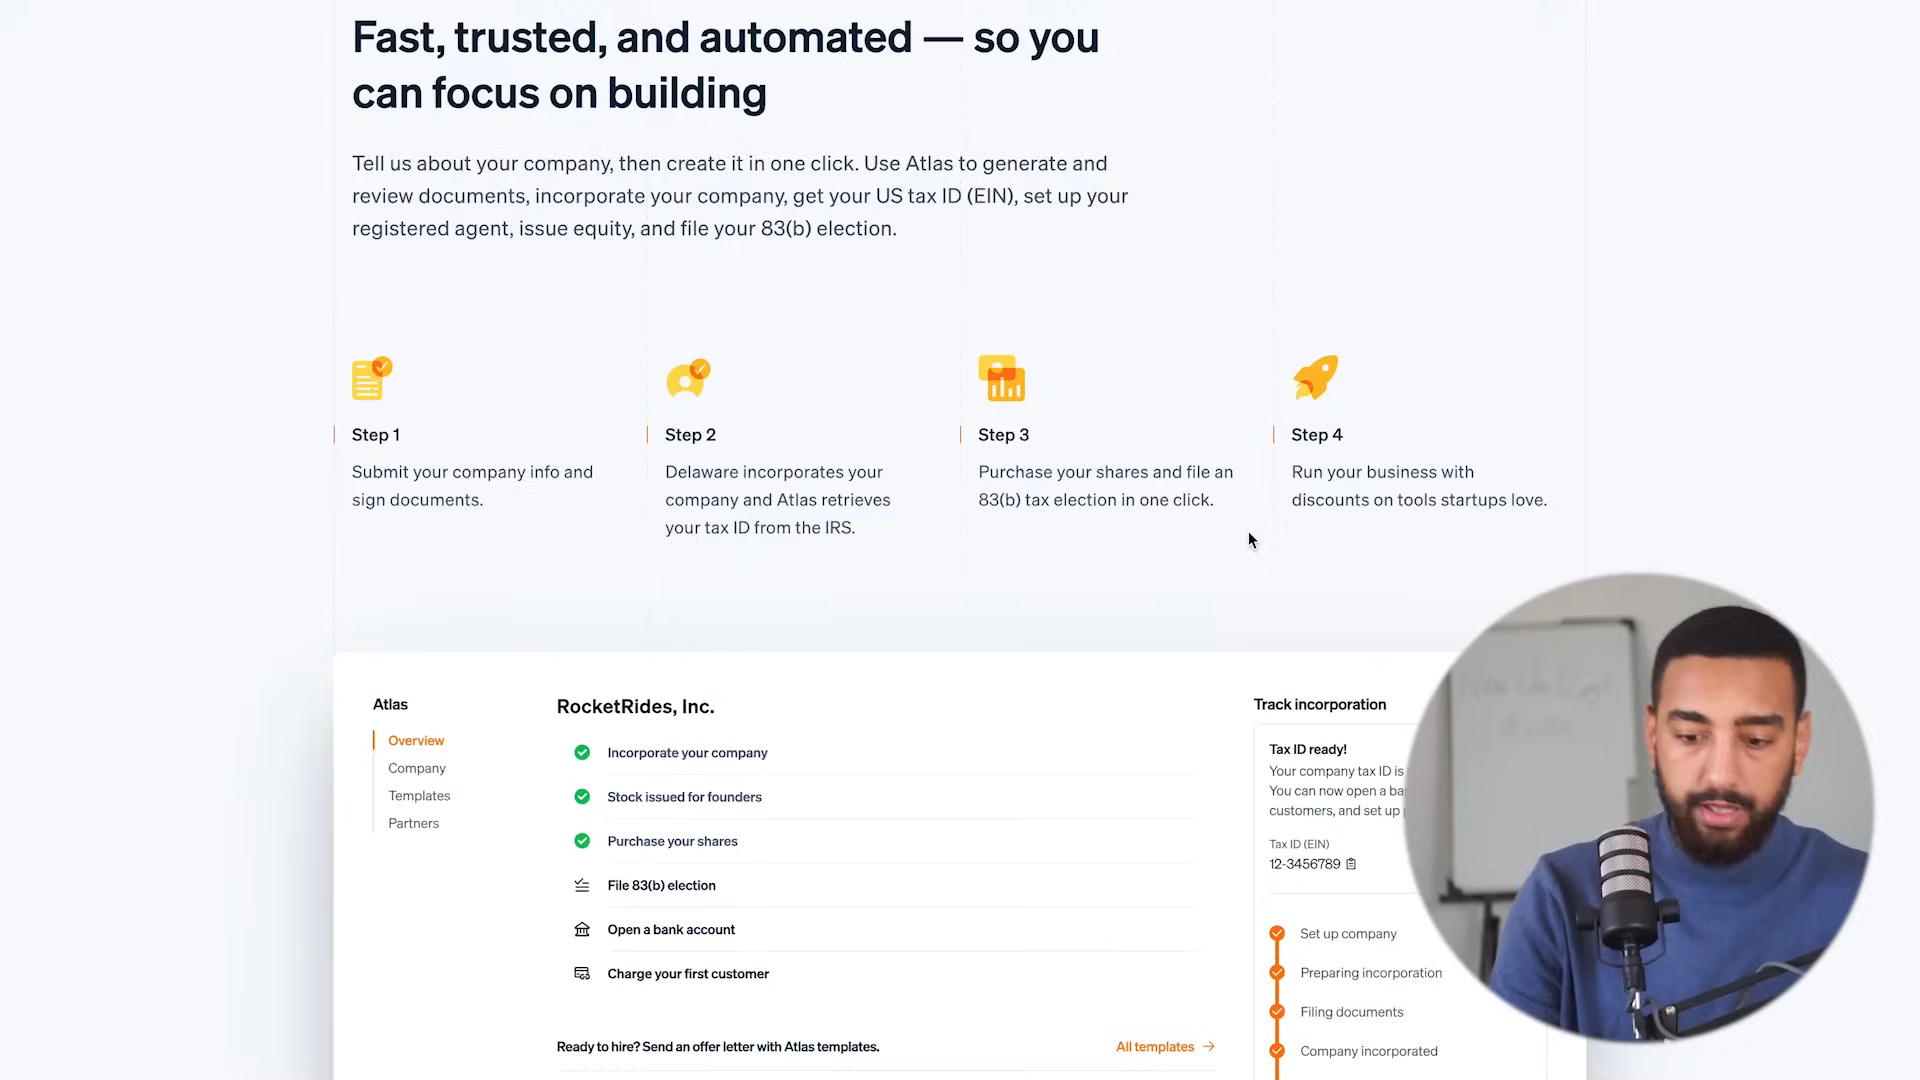 Fast, trusted, and automated — so you
can focus on building
Tell us about your company, then create it in one click. Use Atlas to generate and
review documents, incorporate your company, get your US tax ID (EIN), set up your
registered agent, issue equity, and file your 83(b) election.
Step 1
Submit your company info and
sign documents.
Step 2
Delaware incorporates your
company and Atlas retrieves
your tax ID from the IRS.
Step 3
Purchase your shares and file an
83(b) tax election in one click.
Step 4
Run your business with
discounts on tools startups love.
Atlas
Overview
Company
Templates
Partners
RocketRides, Inc.
Incorporate your company
Stock issued for founders
Purchase your shares
File 83(b) election
Open a bank account
Charge your first customer
Ready to hire? Send an offer letter with Atlas templates.
All templates
Track incorporation
Tax ID ready!
Your company tax ID is
You can now open a ba
customers, and set up
Tax ID (EIN)
12-3456789
Set up company
Preparing incorporation
Filing documents
Company incorporated